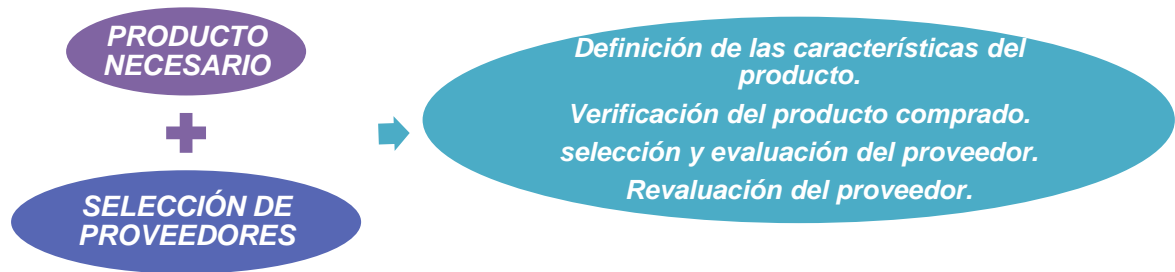 PRODUCTO
NECESARIO
SELECCIÓN DE
PROVEEDORES
Definición de las características del
producto.
Verificación del producto comprado.
selección y evaluación del proveedor.
Revaluación del proveedor.